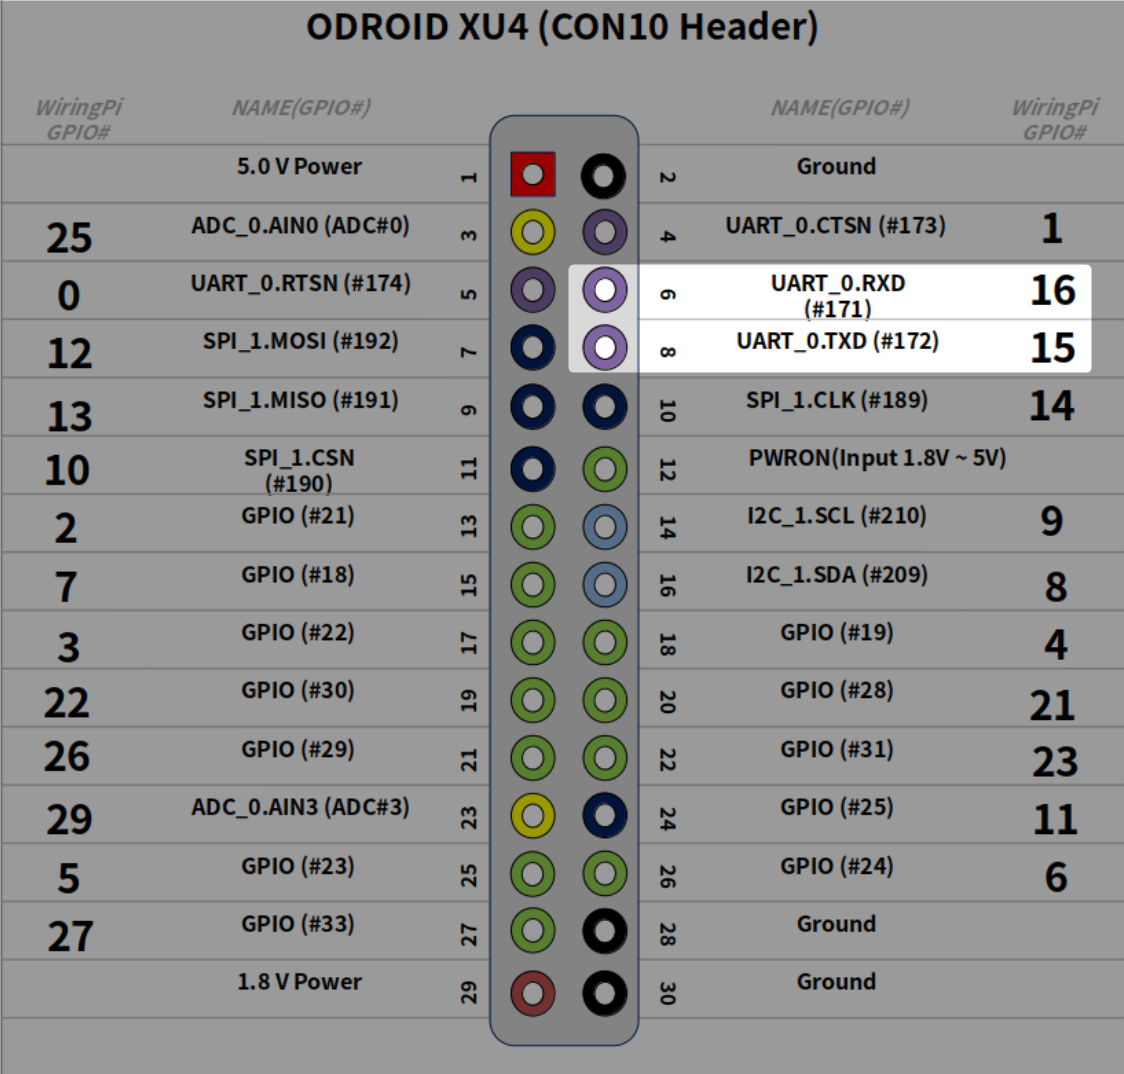 ODROID XU4 (CON10 Header)
WiringPi GPIO# NAME(GPIO#) NAME(GPIO#) WiringPi GPIO#
5.0 V Power 1 2 Ground
25 ADC_0.AIN0 (ADC#0) 3 4 UART_0.CTSN (#173) 1
0 UART_0.RTSN (#174) 5 6 UART_0.RXD (#171) 16
12 SPI_1.MOSI (#192) 7 8 UART_0.TXD (#172) 15
13 SPI_1.MISO (#191) 9 10 SPI_1.CLK (#189) 14
10 SPI_1.CSN (#190) 11 12 PWRON(Input 1.8V ~ 5V)
2 GPIO (#21) 13 14 I2C_1.SCL (#210) 9
7 GPIO (#18) 15 16 I2C_1.SDA (#209) 8
3 GPIO (#22) 17 18 GPIO (#19) 4
22 GPIO (#30) 19 20 GPIO (#28) 21
26 GPIO (#29) 21 22 GPIO (#31) 23
29 ADC_0.AIN3 (ADC#3) 23 24 GPIO (#25) 11
5 GPIO (#23) 25 26 GPIO (#24) 6
27 GPIO (#33) 27 28 Ground
1.8 V Power 29 30 Ground